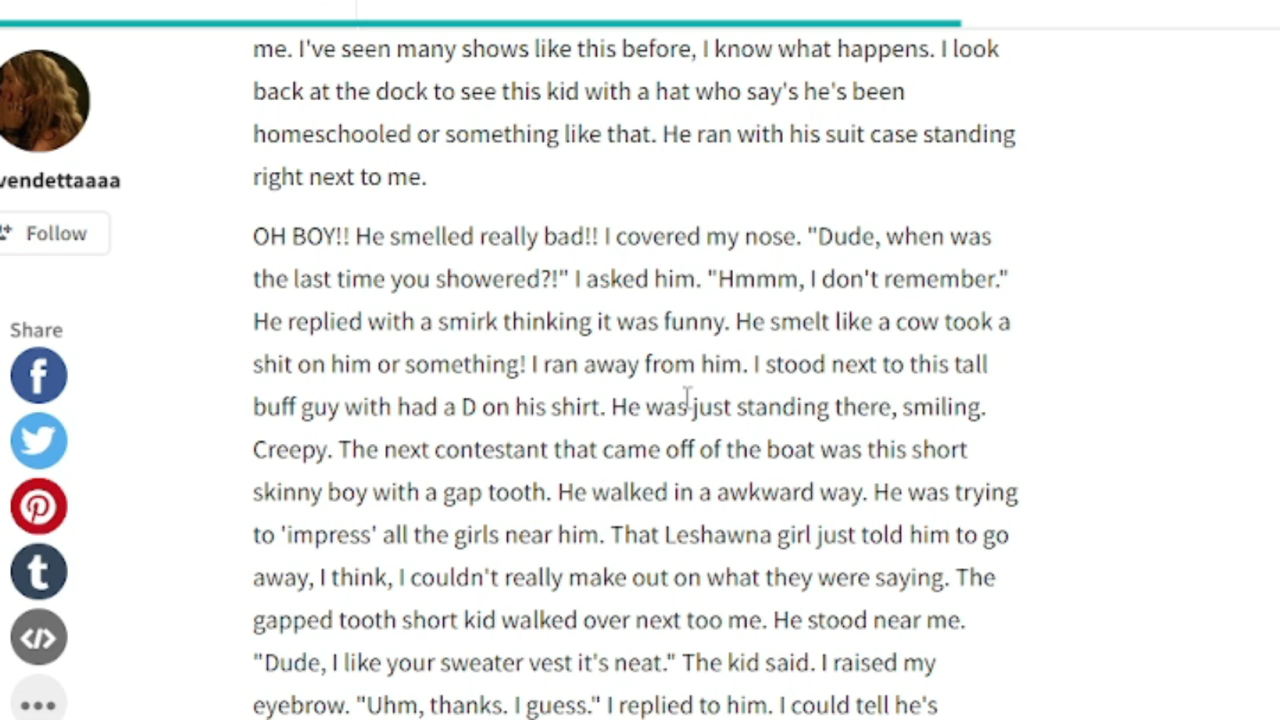 me. I've seen many shows like this before, I know what happens. I look
back at the dock to see this kid with a hat who say's he's been
homeschooled or something like that. He ran with his suit case standing
right next to me.
vendettaaaa
Follow
OH BOY!! He smelled really bad!! I covered my nose. "Dude, when was
the last time you showered?!" I asked him. "Hmmm, I don't remember."
He replied with a smirk thinking it was funny. He smelt like a cow took a
shit on him or something! I ran away from him. I stood next to this tall
buff guy with had a D on his shirt. He was just standing there, smiling.
Creepy. The next contestant that came off of the boat was this short
skinny boy with a gap tooth. He walked in a awkward way. He was trying
to 'impress' all the girls near him. That Leshawna girl just told him to go
away, I think, I couldn't really make out on what they were saying. The
gapped tooth short kid walked over next too me. He stood near me.
"Dude, I like your sweater vest it's neat." The kid said. I raised my
eyebrow. "Uhm, thanks. I guess." I replied to him. I could tell he's
Share